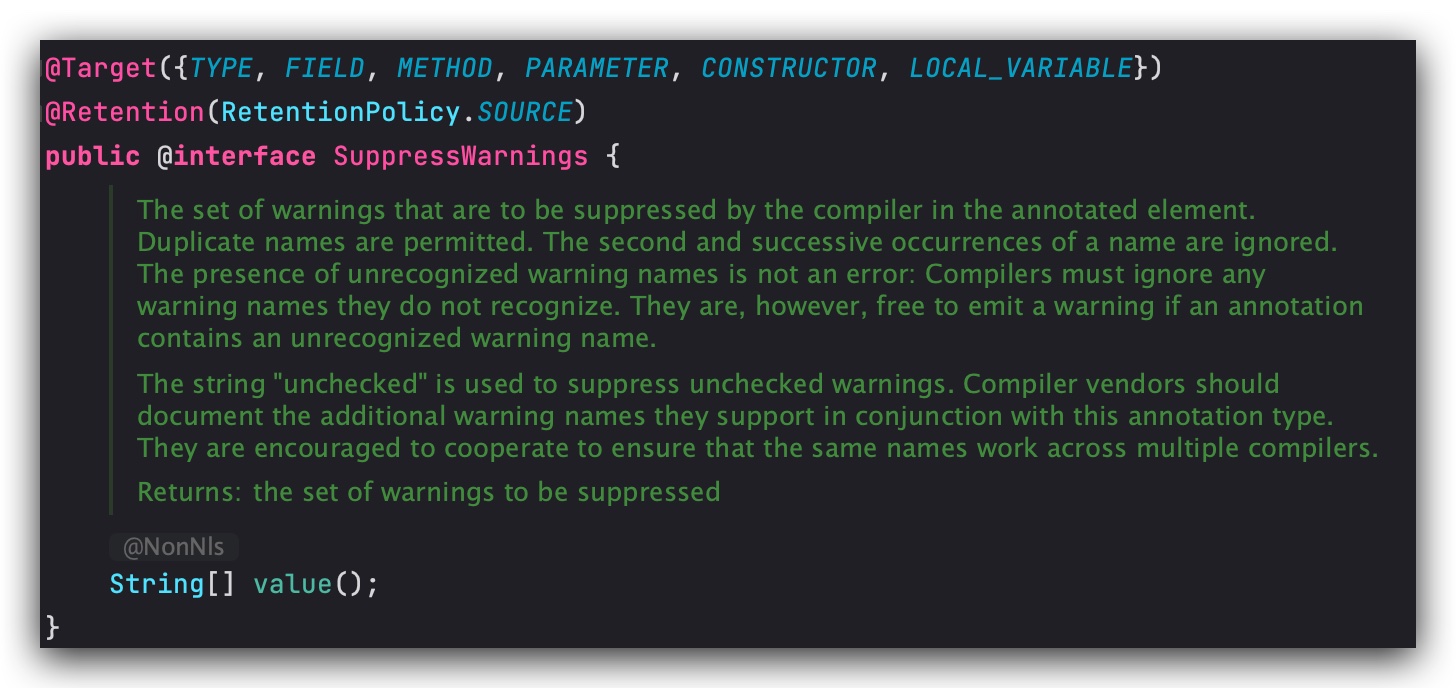 @Target({TYPE, FIELD, METHOD, PARAMETER, CONSTRUCTOR, LOCAL_VARIABLE})
@Retention(RetentionPolicy.SOURCE)
public @interface SuppressWarnings {
The set of warnings that are to be suppressed by the compiler in the annotated element.
Duplicate names are permitted. The second and successive occurrences of a name are ignored.
The presence of unrecognized warning names is not an error: Compilers must ignore any
warning names they do not recognize. They are, however, free to emit a warning if an annotation
contains an unrecognized warning name.
The string "unchecked" is used to suppress unchecked warnings. Compiler vendors should
document the additional warning names they support in conjunction with this annotation type.
They are encouraged to cooperate to ensure that the same names work across multiple compilers.
Returns: the set of warnings to be suppressed
@NonNls
String[] value();
}